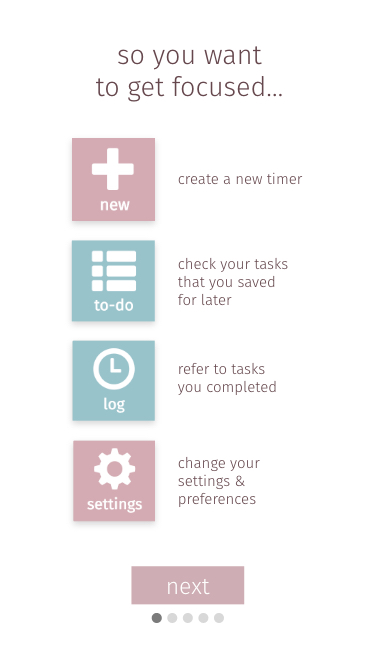 so you want
to get focused...
new
create a new timer
to-do
check your tasks
that you saved
for later
log
refer to tasks
you completed
settings
change your
settings &
preferences
next